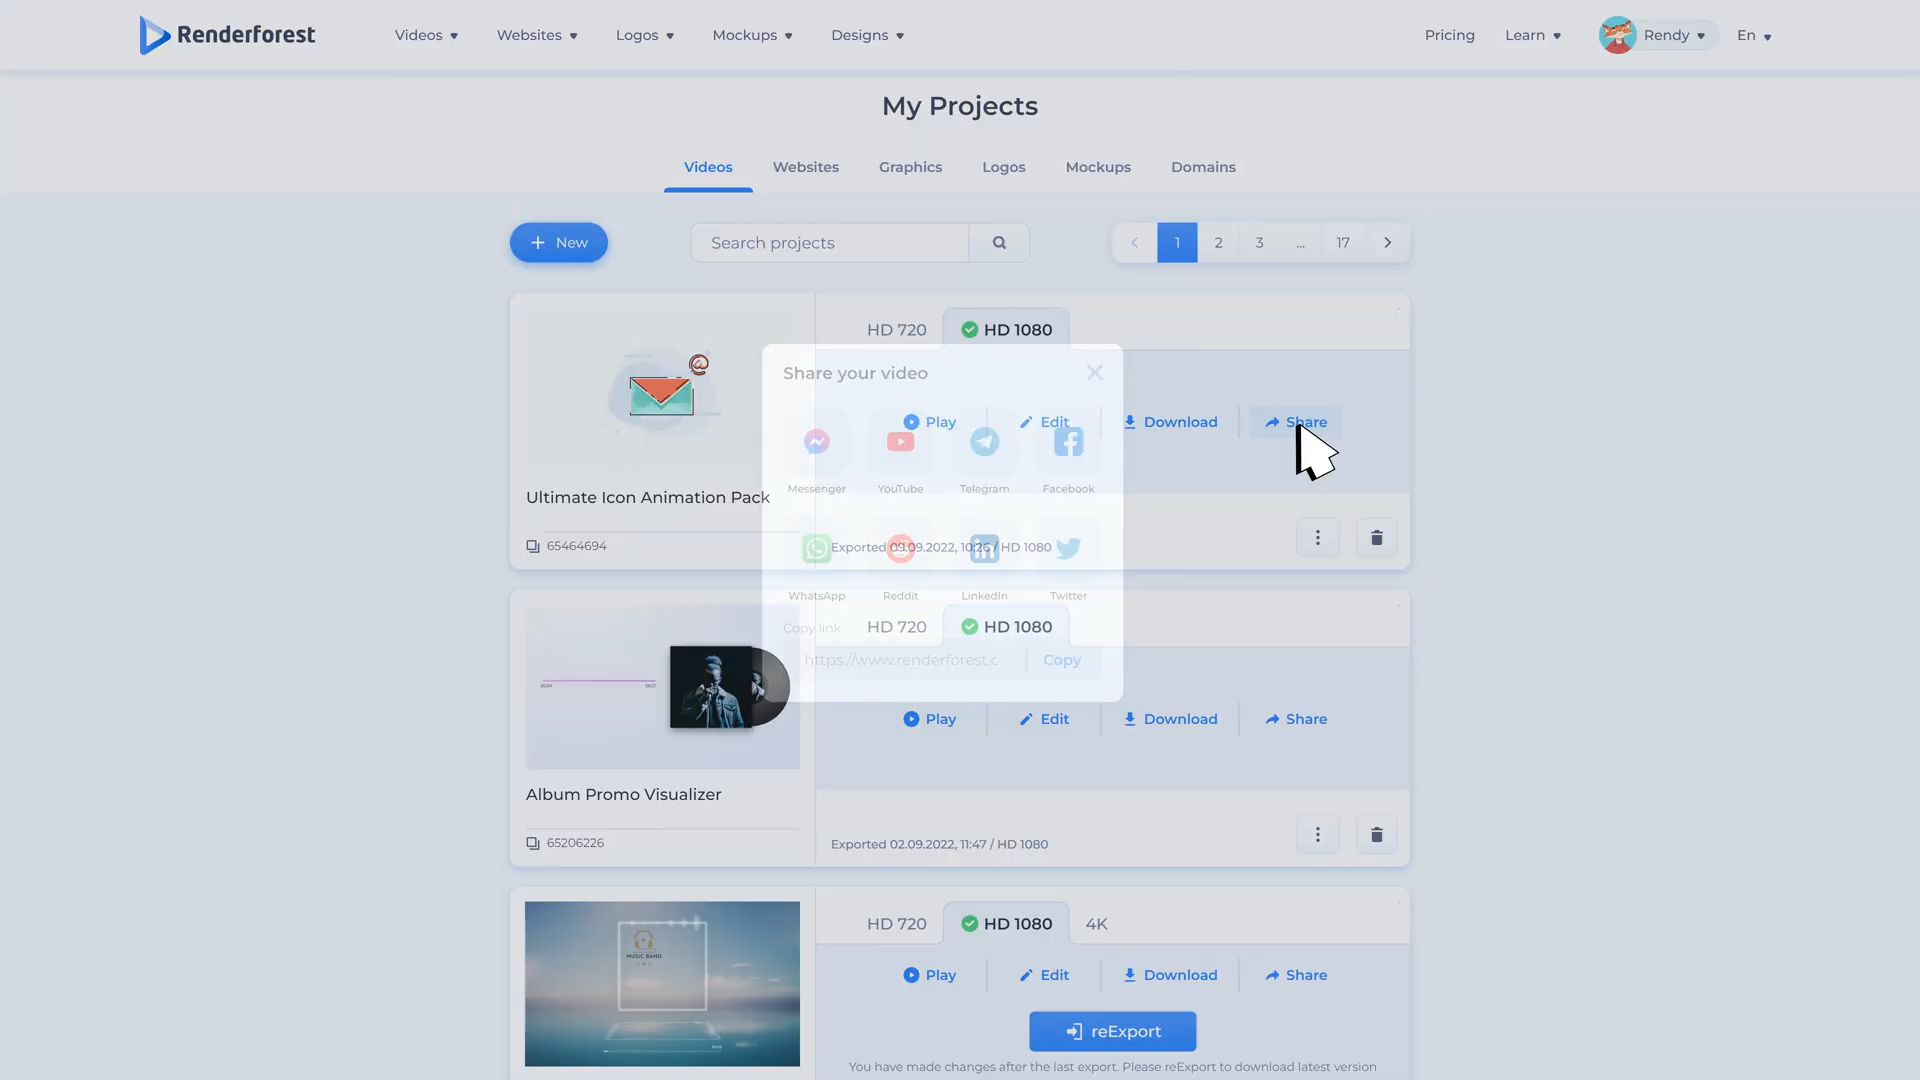 Renderforest
Videos
Websites
Logos
Mockups
Designs
Pricing
Learn
Rendy
En
My Projects
Videos
Websites
Graphics
Logos
Mockups
Domains
+ New
Search projects
1
2
3
...
17
HD 720
HD 1080
Share your video
Play
Edit
Download
Share
Messenger
YouTube
Telegram
Facebook
Ultimate Icon Animation Pack
65464694
Exported 09.09.2022, 10:26 / HD 1080
WhatsApp
Reddit
LinkedIn
Twitter
Copy link
HD 720
HD 1080
https://www.renderforest.c
Copy
Play
Edit
Download
Share
Album Promo Visualizer
65206226
Exported 02.09.2022, 11:47 / HD 1080
MUSIC BAND
HD 720
HD 1080
4K
Play
Edit
Download
Share
reExport
You have made changes after the last export. Please reExport to download latest version